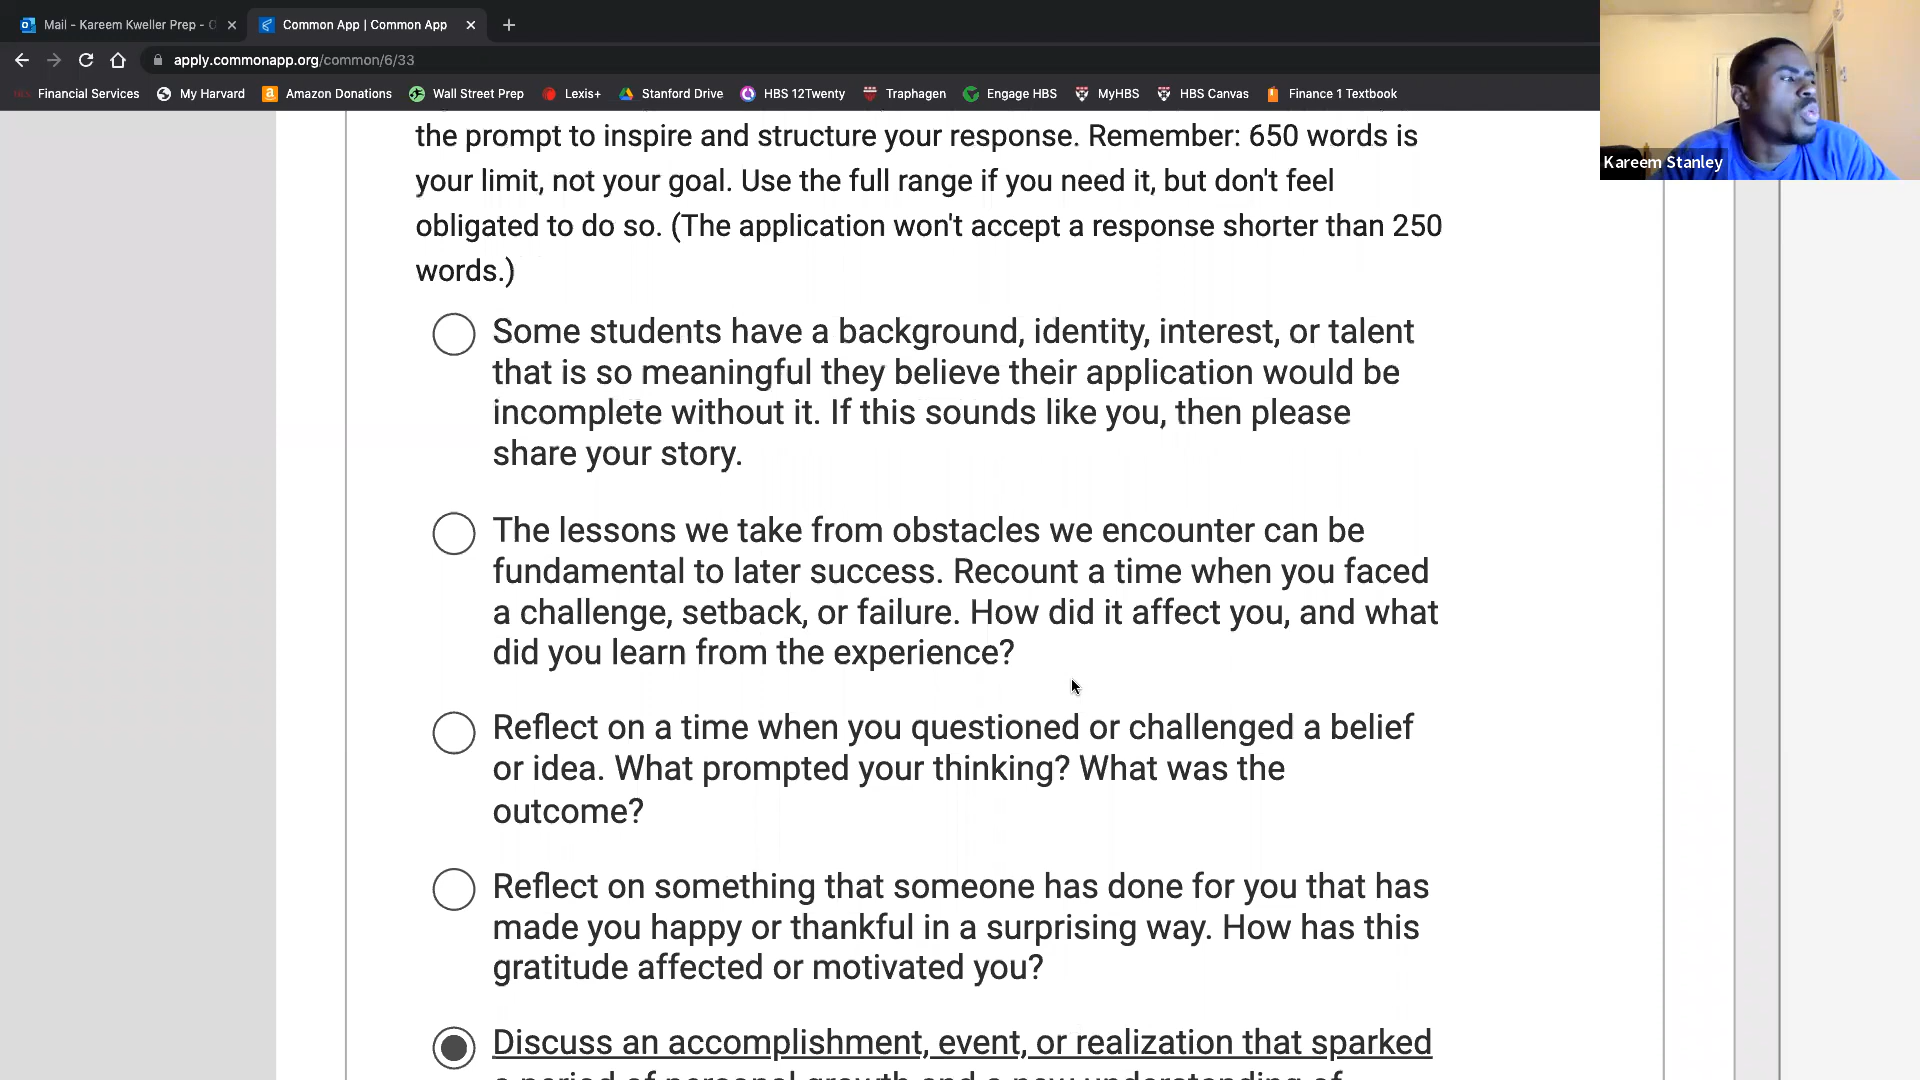 Mail - Kareem Kweller Prep -
Common App | Common App
apply.commonapp.org/common/6/33
Financial Services My Harvard Amazon Donations Wall Street Prep Lexis+ Stanford Drive HBS 12Twenty Traphagen Engage HBS MyHBS HBS Canvas Finance 1 Textbook
Kareem Stanley
the prompt to inspire and structure your response. Remember: 650 words is
your limit, not your goal. Use the full range if you need it, but don't feel
obligated to do so. (The application won't accept a response shorter than 250
words.)
Some students have a background, identity, interest, or talent
that is so meaningful they believe their application would be
incomplete without it. If this sounds like you, then please
share your story.
The lessons we take from obstacles we encounter can be
fundamental to later success. Recount a time when you faced
a challenge, setback, or failure. How did it affect you, and what
did you learn from the experience?
Reflect on a time when you questioned or challenged a belief
or idea. What prompted your thinking? What was the
outcome?
Reflect on something that someone has done for you that has
made you happy or thankful in a surprising way. How has this
gratitude affected or motivated you?
Discuss an accomplishment, event, or realization that sparked
a period of personal growth and a new understanding of